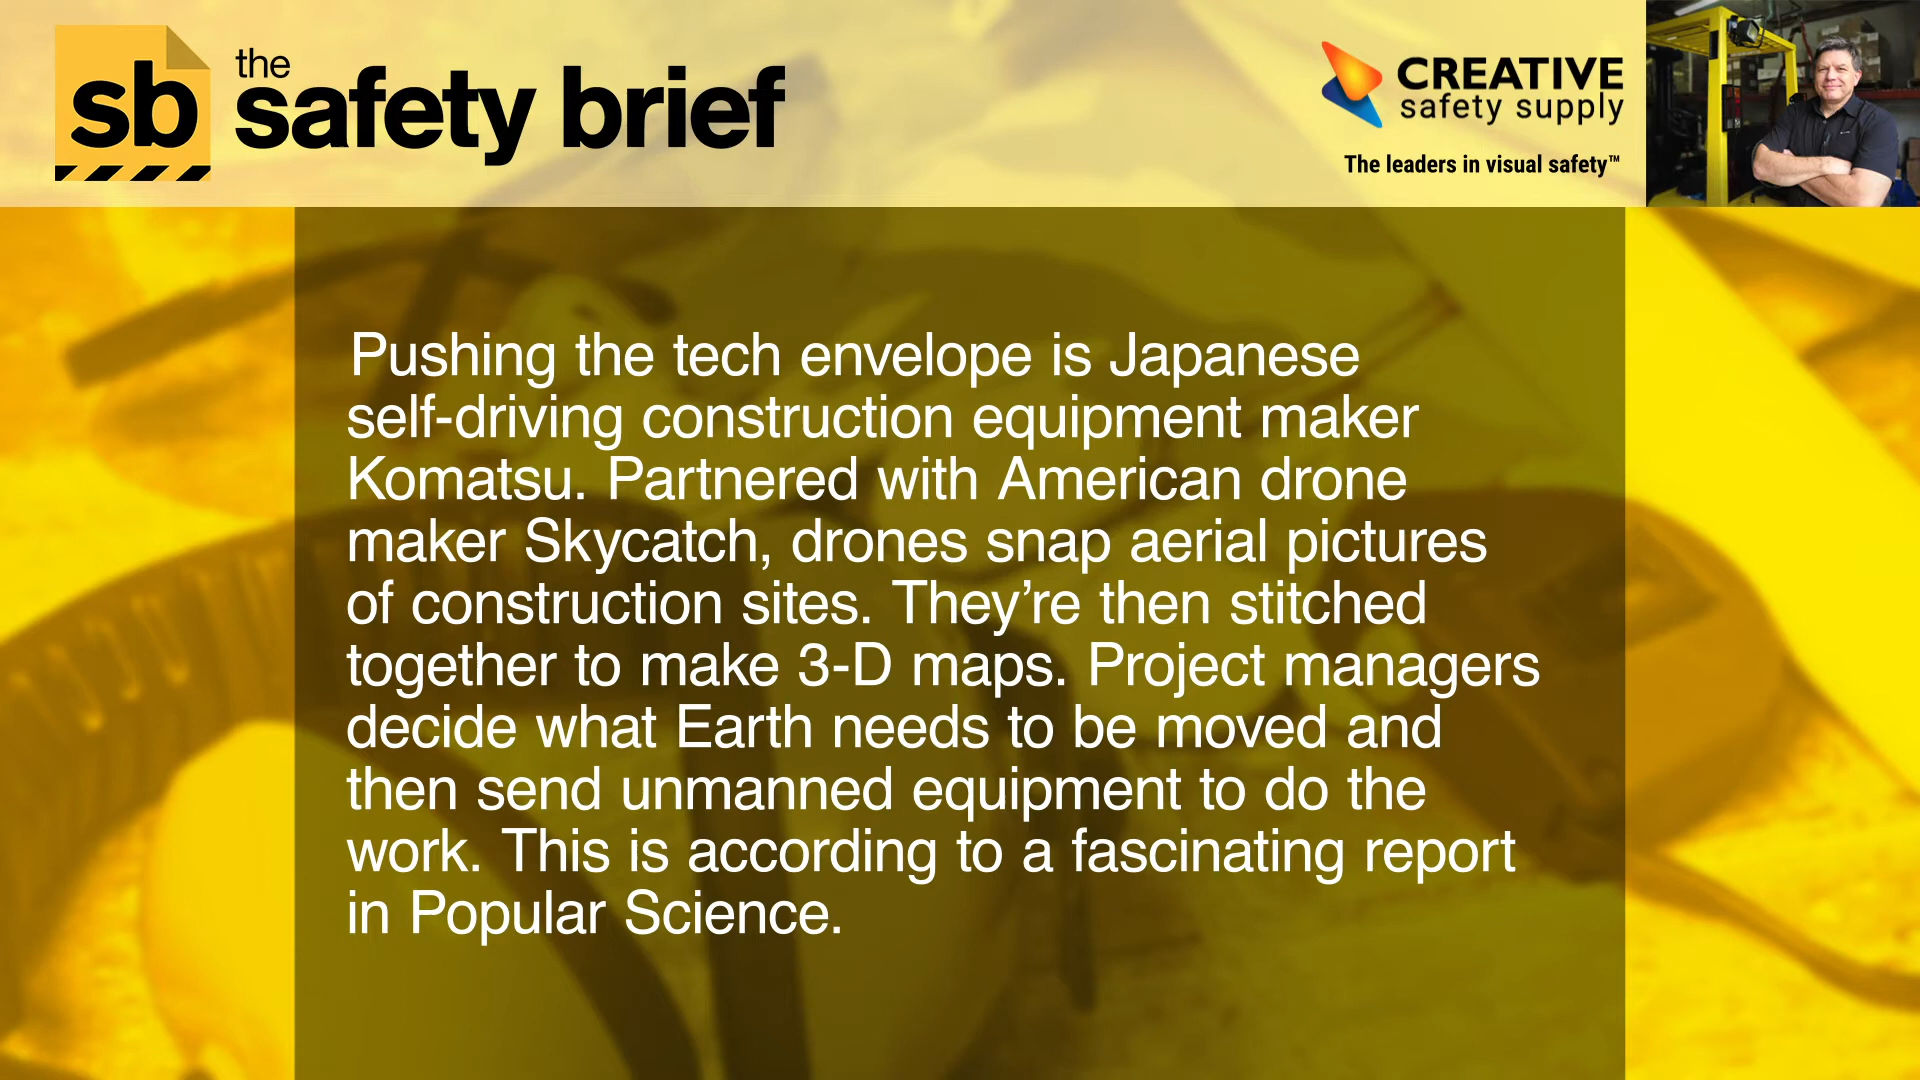 sb
the
safety brief
CREATIVE
safety supply
The leaders in visual safety™
Pushing the tech envelope is Japanese
self-driving construction equipment maker
Komatsu. Partnered with American drone
maker Skycatch, drones snap aerial pictures
of construction sites. They’re then stitched
together to make 3-D maps. Project managers
decide what Earth needs to be moved and
then send unmanned equipment to do the
work. This is according to a fascinating report
in Popular Science.